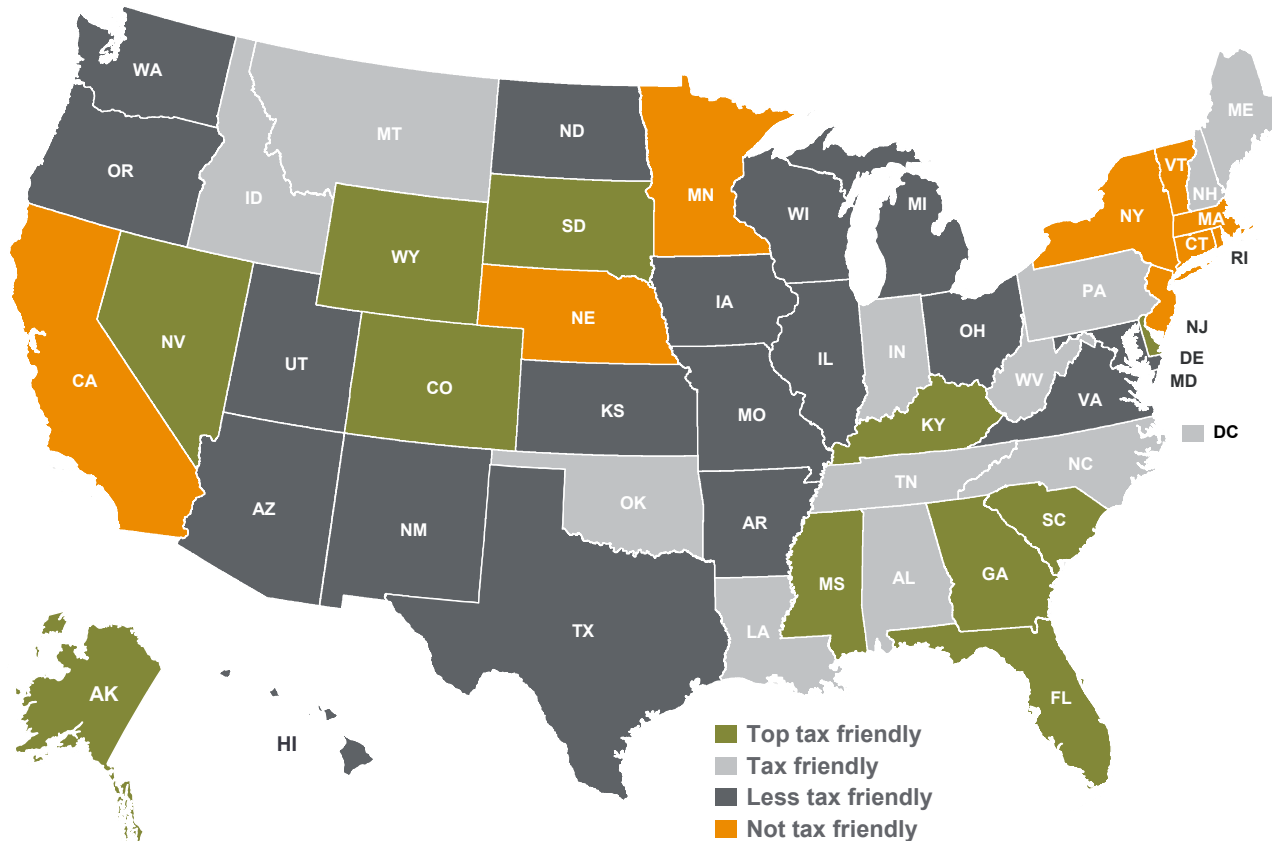 WA
OR
CA
NV
ID
MT
WY
UT
CO
AZ
NM
ND
SD
NE
KS
OK
TX
MN
IA
MO
AR
LA
WI
IL
MI
IN
OH
KY
TN
MS
AL
GA
FL
SC
NC
VA
WV
PA
NY
VT
NH
ME
MA
CT
RI
NJ
DE
MD
DC
AK
HI
Top tax friendly
Tax friendly
Less tax friendly
Not tax friendly